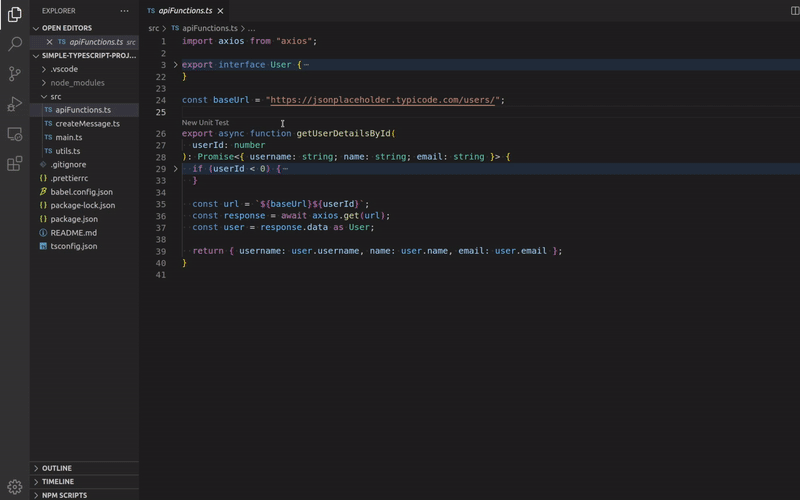 EXPLORER ···
OPEN EDITORS
apiFunctions.ts src
SIMPLE-TYPESCRIPT-PROJ...
.vscode
node_modules
src
TS apiFunctions.ts
TS createMessage.ts
TS main.ts
TS utils.ts
.gitignore
.prettierrc
babel.config.json
package-lock.json
package.json
README.md
tsconfig.json
OUTLINE
TIMELINE
NPM SCRIPTS
TS apiFunctions.ts
src > TS apiFunctions.ts > ...
1 import axios from "axios";
2
3 export interface User {···
22 }
23
24 const baseUrl = "https://jsonplaceholder.typicode.com/users/";
25
New Unit Test
26 export async function getUserDetailsById(
27 userId: number
28 ): Promise<{ username: string; name: string; email: string }> {
29 if (userId < 0) {···
33 }
34
35 const url = `${baseUrl}${userId}`;
36 const response = await axios.get(url);
37 const user = response.data as User;
38
39 return { username: user.username, name: user.name, email: user.email };
40 }
41